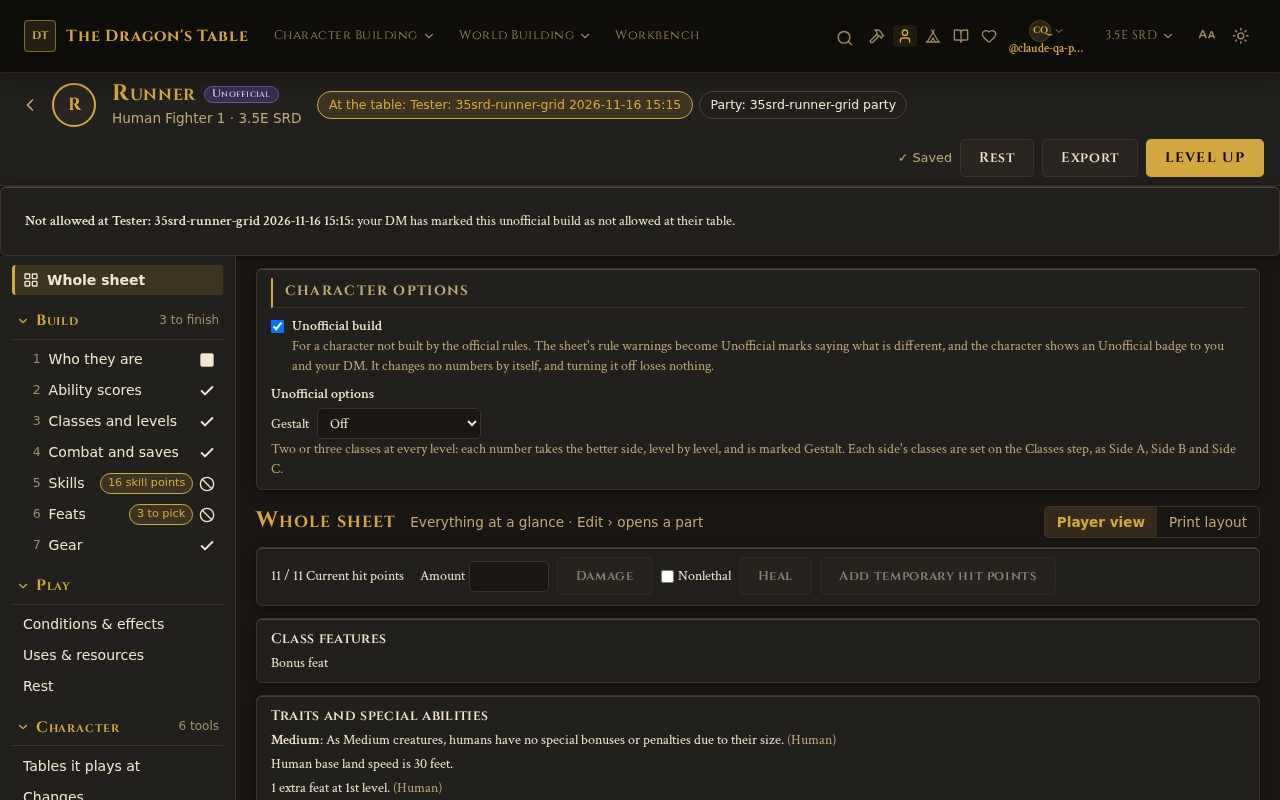 DT The Dragon's Table Character Building World Building Workbench CQ @claude-qa-p... 3.5E SRD AA
R Runner Unofficial
Human Fighter 1 · 3.5E SRD
At the table: Tester: 35srd-runner-grid 2026-11-16 15:15 Party: 35srd-runner-grid party
✓ Saved Rest Export Level Up
Not allowed at Tester: 35srd-runner-grid 2026-11-16 15:15: your DM has marked this unofficial build as not allowed at their table.
Whole sheet
Build 3 to finish
1 Who they are
2 Ability scores
3 Classes and levels
4 Combat and saves
5 Skills 16 skill points
6 Feats 3 to pick
7 Gear
Play
Conditions & effects
Uses & resources
Rest
Character 6 tools
Tables it plays at
Changes
Character Options
Unofficial build
For a character not built by the official rules. The sheet's rule warnings become Unofficial marks saying what is different, and the character shows an Unofficial badge to you
and your DM. It changes no numbers by itself, and turning it off loses nothing.
Unofficial options
Gestalt Off
Two or three classes at every level: each number takes the better side, level by level, and is marked Gestalt. Each side's classes are set on the Classes step, as Side A, Side B and Side
C.
Whole sheet Everything at a glance · Edit › opens a part Player view Print layout
11 / 11 Current hit points Amount Damage Nonlethal Heal Add temporary hit points
Class features
Bonus feat
Traits and special abilities
Medium: As Medium creatures, humans have no special bonuses or penalties due to their size. (Human)
Human base land speed is 30 feet.
1 extra feat at 1st level. (Human)